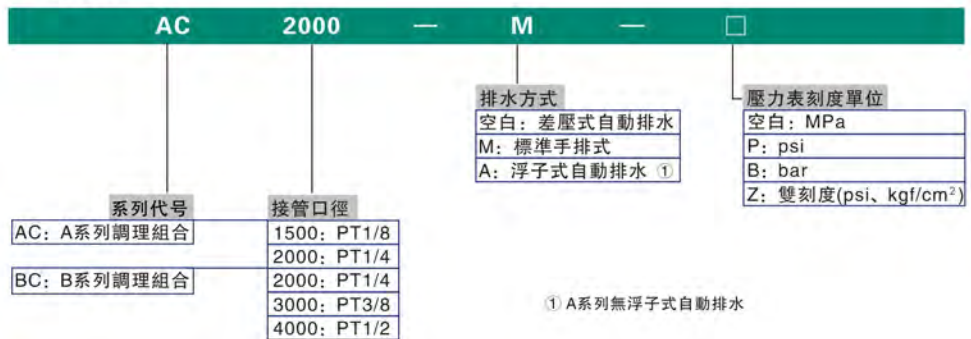 AC 2000 — M — □
排水方式
空白：差壓式自動排水
M：標準手排式
A：浮子式自動排水 ①
壓力表刻度單位
空白：MPa
P：psi
B：bar
Z：雙刻度(psi、kgf/cm²)
系列代号
AC：A系列調理組合
BC：B系列調理組合
接管口徑
1500：PT1/8
2000：PT1/4
2000：PT1/4
3000：PT3/8
4000：PT1/2
① A系列無浮子式自動排水